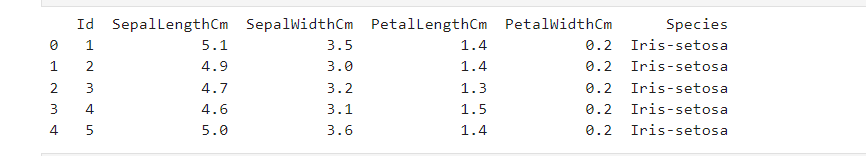 Id SepalLengthCm SepalWidthCm PetalLengthCm PetalWidthCm Species
0 1 5.1 3.5 1.4 0.2 Iris-setosa
1 2 4.9 3.0 1.4 0.2 Iris-setosa
2 3 4.7 3.2 1.3 0.2 Iris-setosa
3 4 4.6 3.1 1.5 0.2 Iris-setosa
4 5 5.0 3.6 1.4 0.2 Iris-setosa